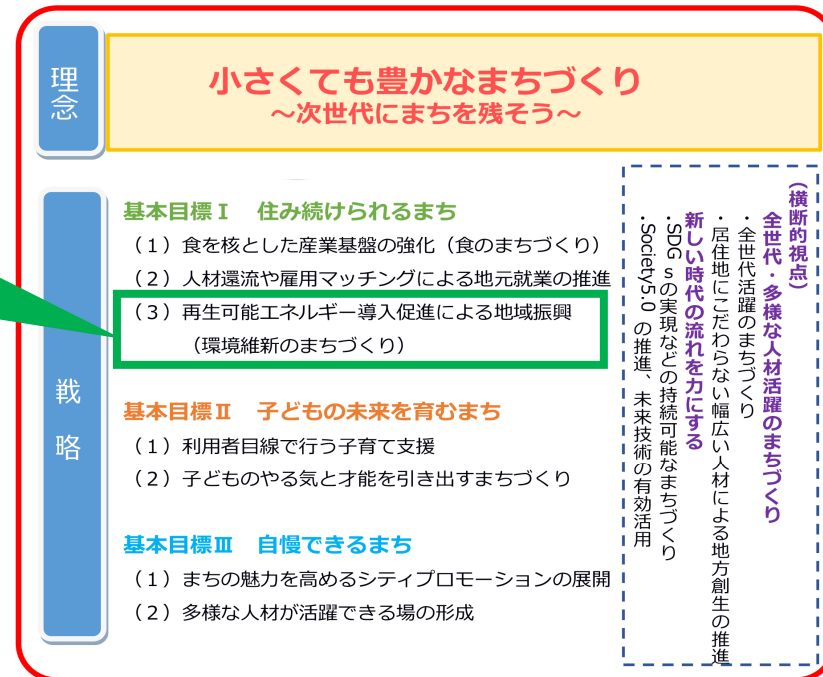 理念
小さくても豊かなまちづくり
～次世代にまちを残そう～
戦略
基本目標Ⅰ　住み続けられるまち
（１）食を核とした産業基盤の強化（食のまちづくり）
（２）人材還流や雇用マッチングによる地元就業の推進
（３）再生可能エネルギー導入促進による地域振興
（環境維新のまちづくり）
基本目標Ⅱ　子どもの未来を育むまち
（１）利用者目線で行う子育て支援
（２）子どものやる気と才能を引き出すまちづくり
基本目標Ⅲ　自慢できるまち
（１）まちの魅力を高めるシティプロモーションの展開
（２）多様な人材が活躍できる場の形成
（横断的視点）
全世代・多様な人材活躍のまちづくり
・全世代活躍のまちづくり
・居住地にこだわらない幅広い人材による地方創生の推進
新しい時代の流れを力にする
・SDGｓの実現などの持続可能なまちづくり
・Society5.0 の推進、未来技術の有効活用